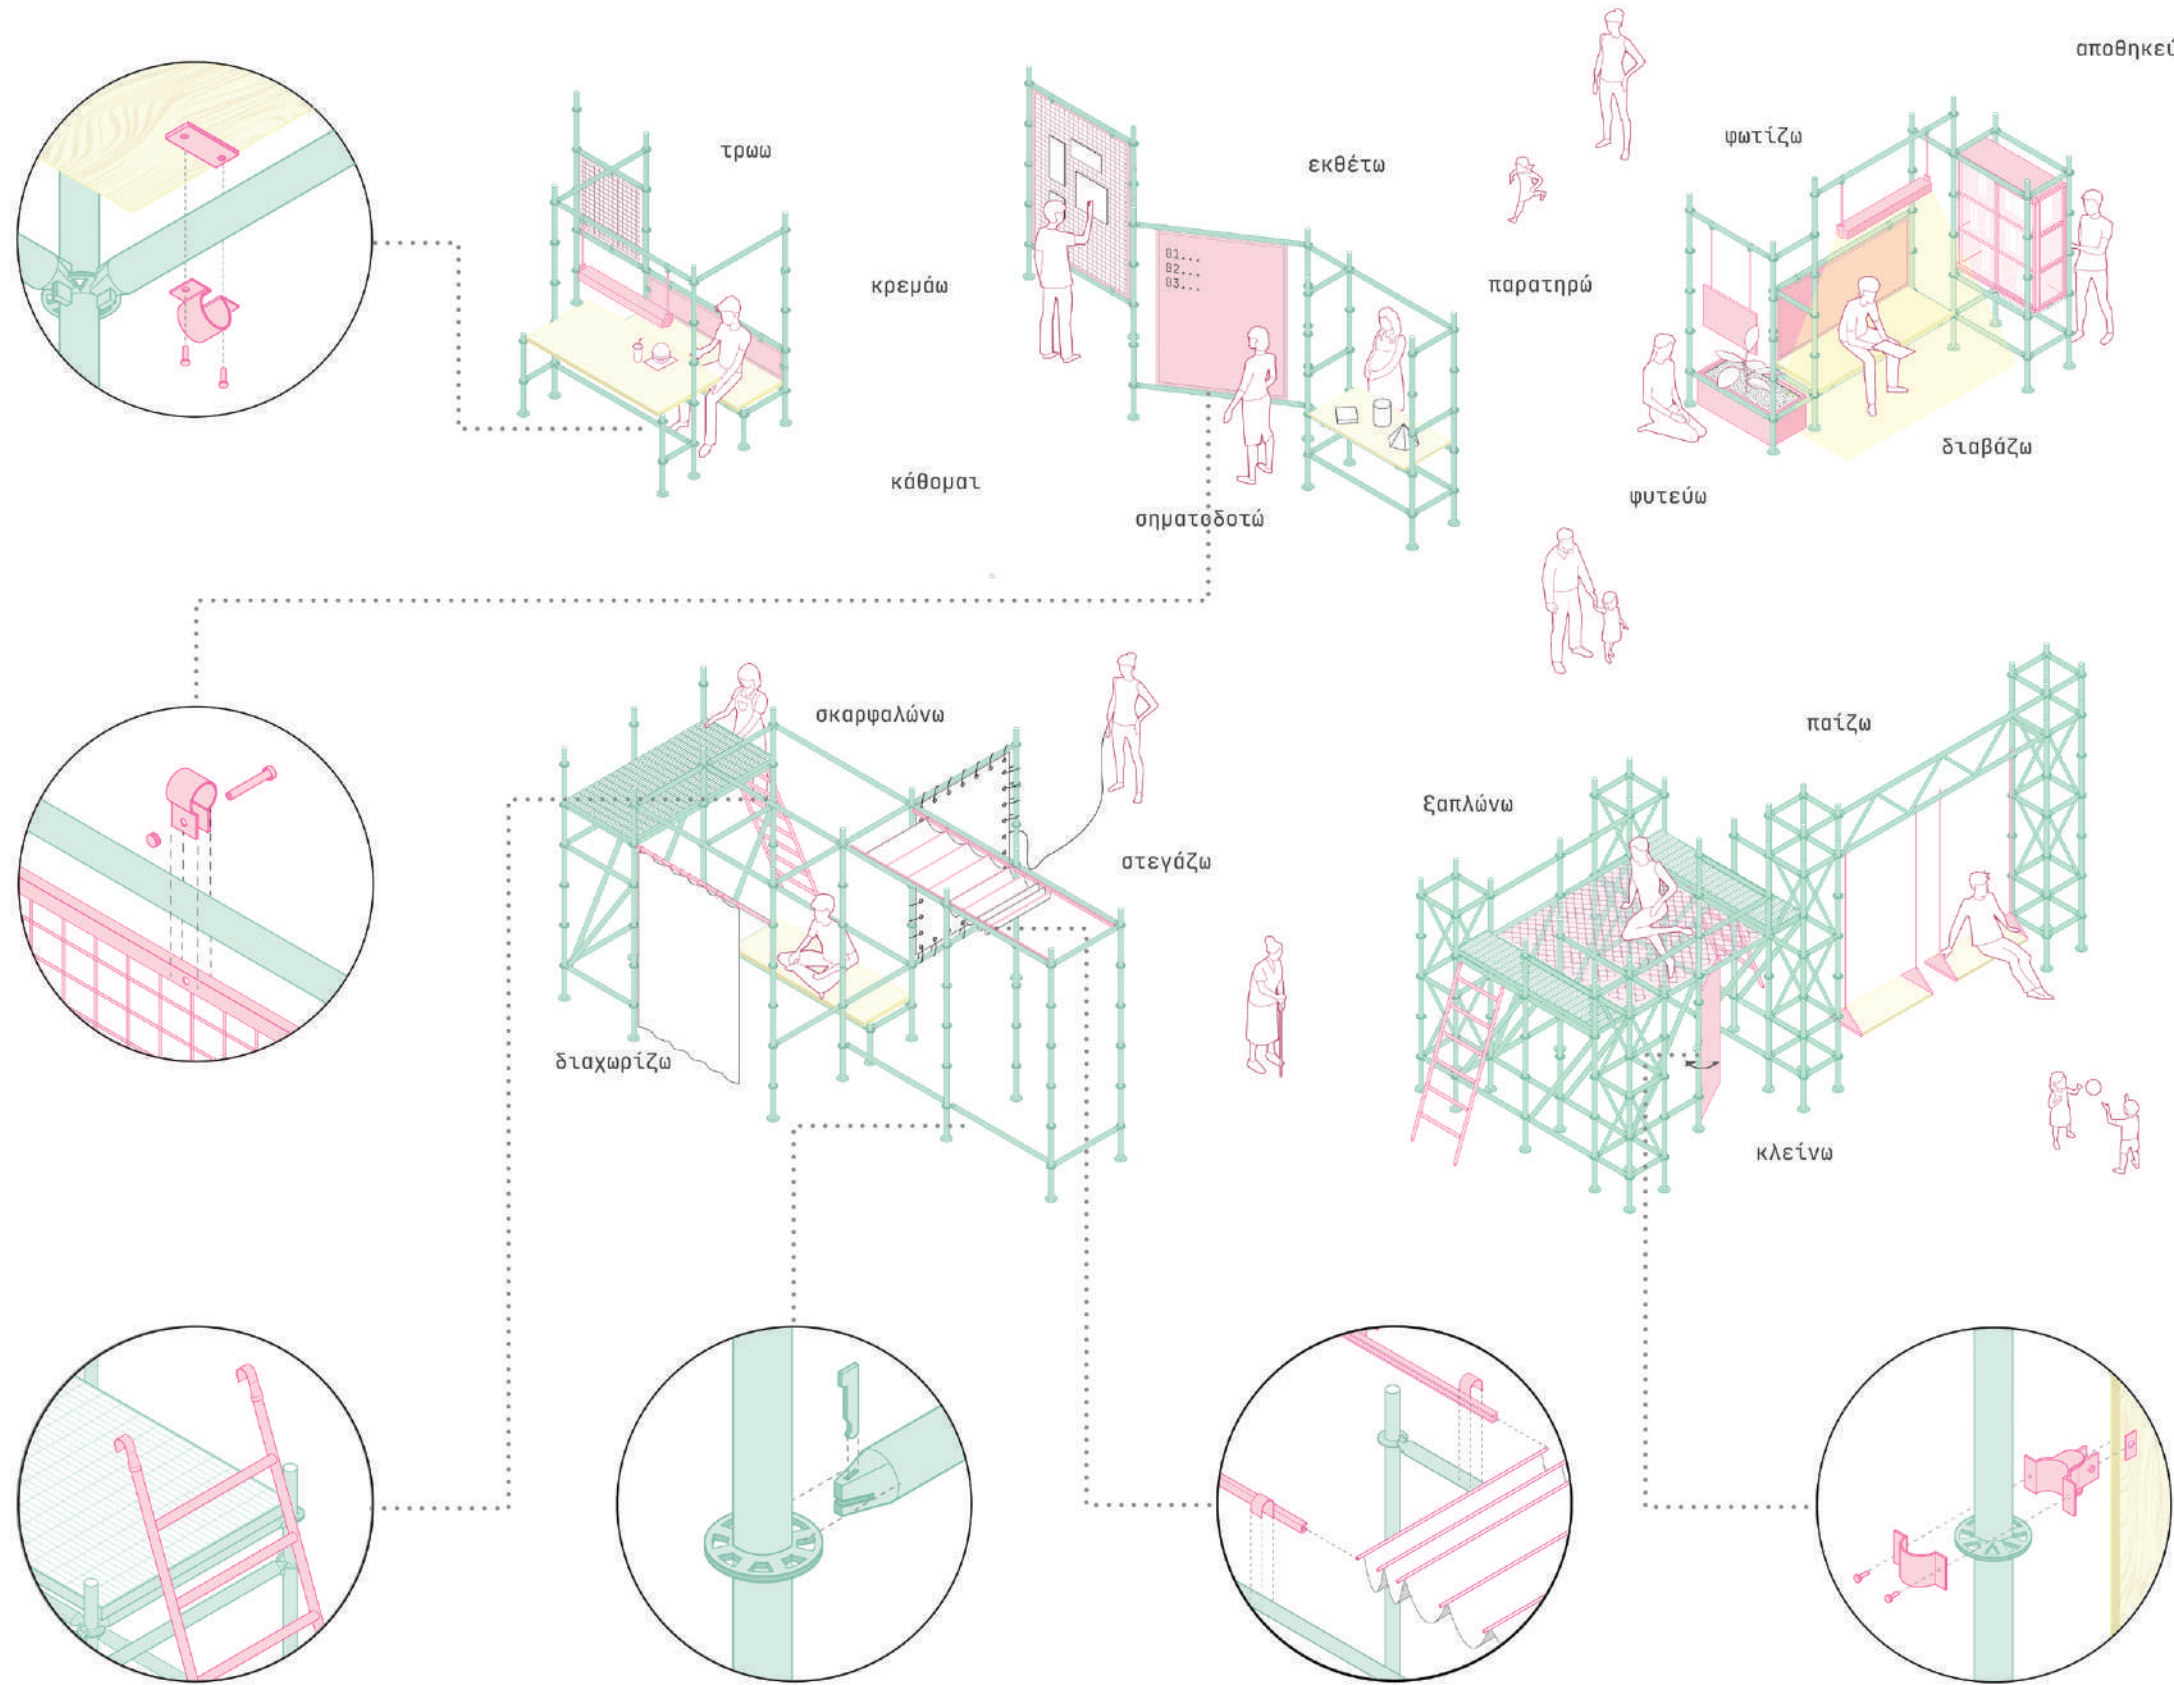 αποθηκεύ
τρωω
εκθέτω
φωτίζω
κρεμάω
01...
02...
03...
παρατηρώ
διαβάζω
κάθομαι
φυτεύω
σηματοδοτώ
σκαρφαλώνω
παίζω
ξαπλώνω
στεγάζω
διαχωρίζω
κλείνω